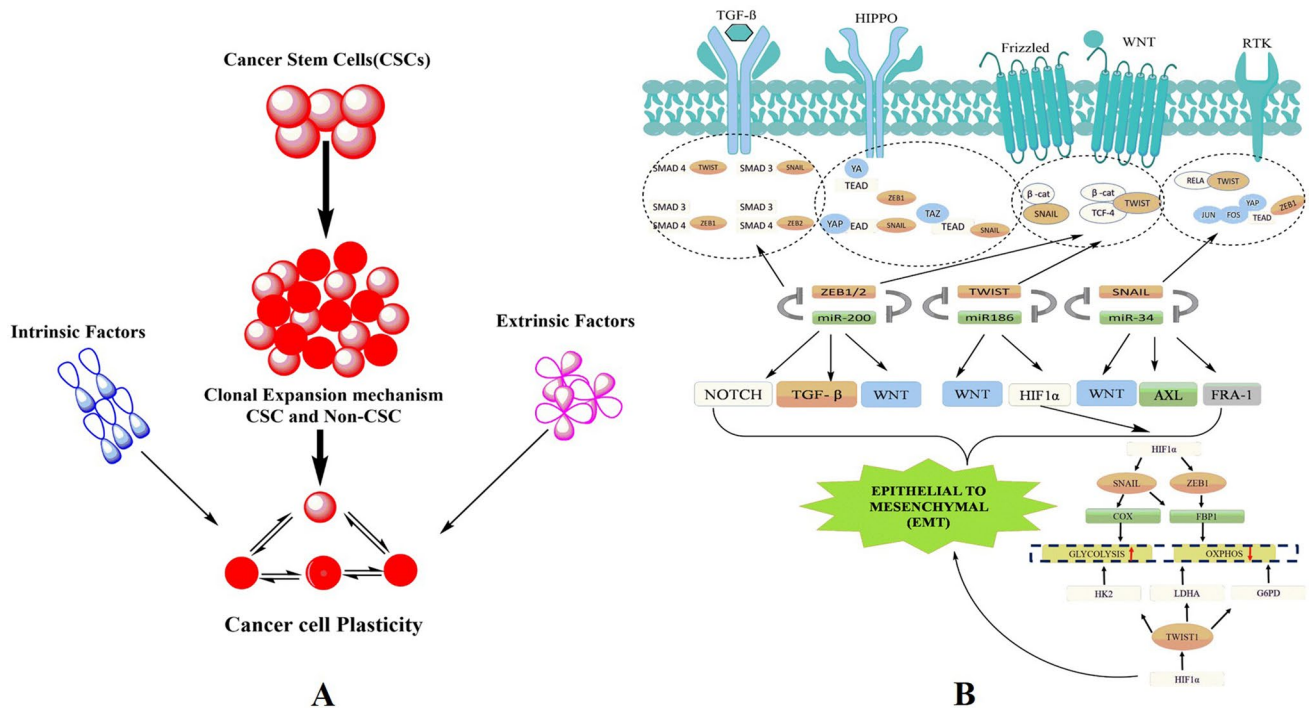 Cancer Stem Cells(CSCs)
Intrinsic Factors
Extrinsic Factors
Clonal Expansion mechanism
CSC and Non-CSC
Cancer cell Plasticity
A
TGF-ß
HIPPO
Frizzled
WNT
RTK
SMAD 4 TWIST
SMAD 3 SNAIL
SMAD 3
SMAD 4 ZEB1
SMAD 3
SMAD 4 ZEB2
YA
TEAD
ZEB1
YAP EAD SNAIL
TAZ
TEAD SNAIL
β -cat
SNAIL
β -cat
TCF-4 TWIST
RELA TWIST
JUN FOS YAP TEAD ZEB1
ZEB1/2
miR-200
TWIST
miR186
SNAIL
miR-34
NOTCH TGF- β WNT WNT HIF1α WNT AXL FRA-1
EPITHELIAL TO
MESENCHYMAL
(EMT)
HIF1α
SNAIL ZEB1
COX FBP1
GLYCOLYSIS OXPHOS
HK2 LDHA G6PD
TWIST1
HIF1α
B